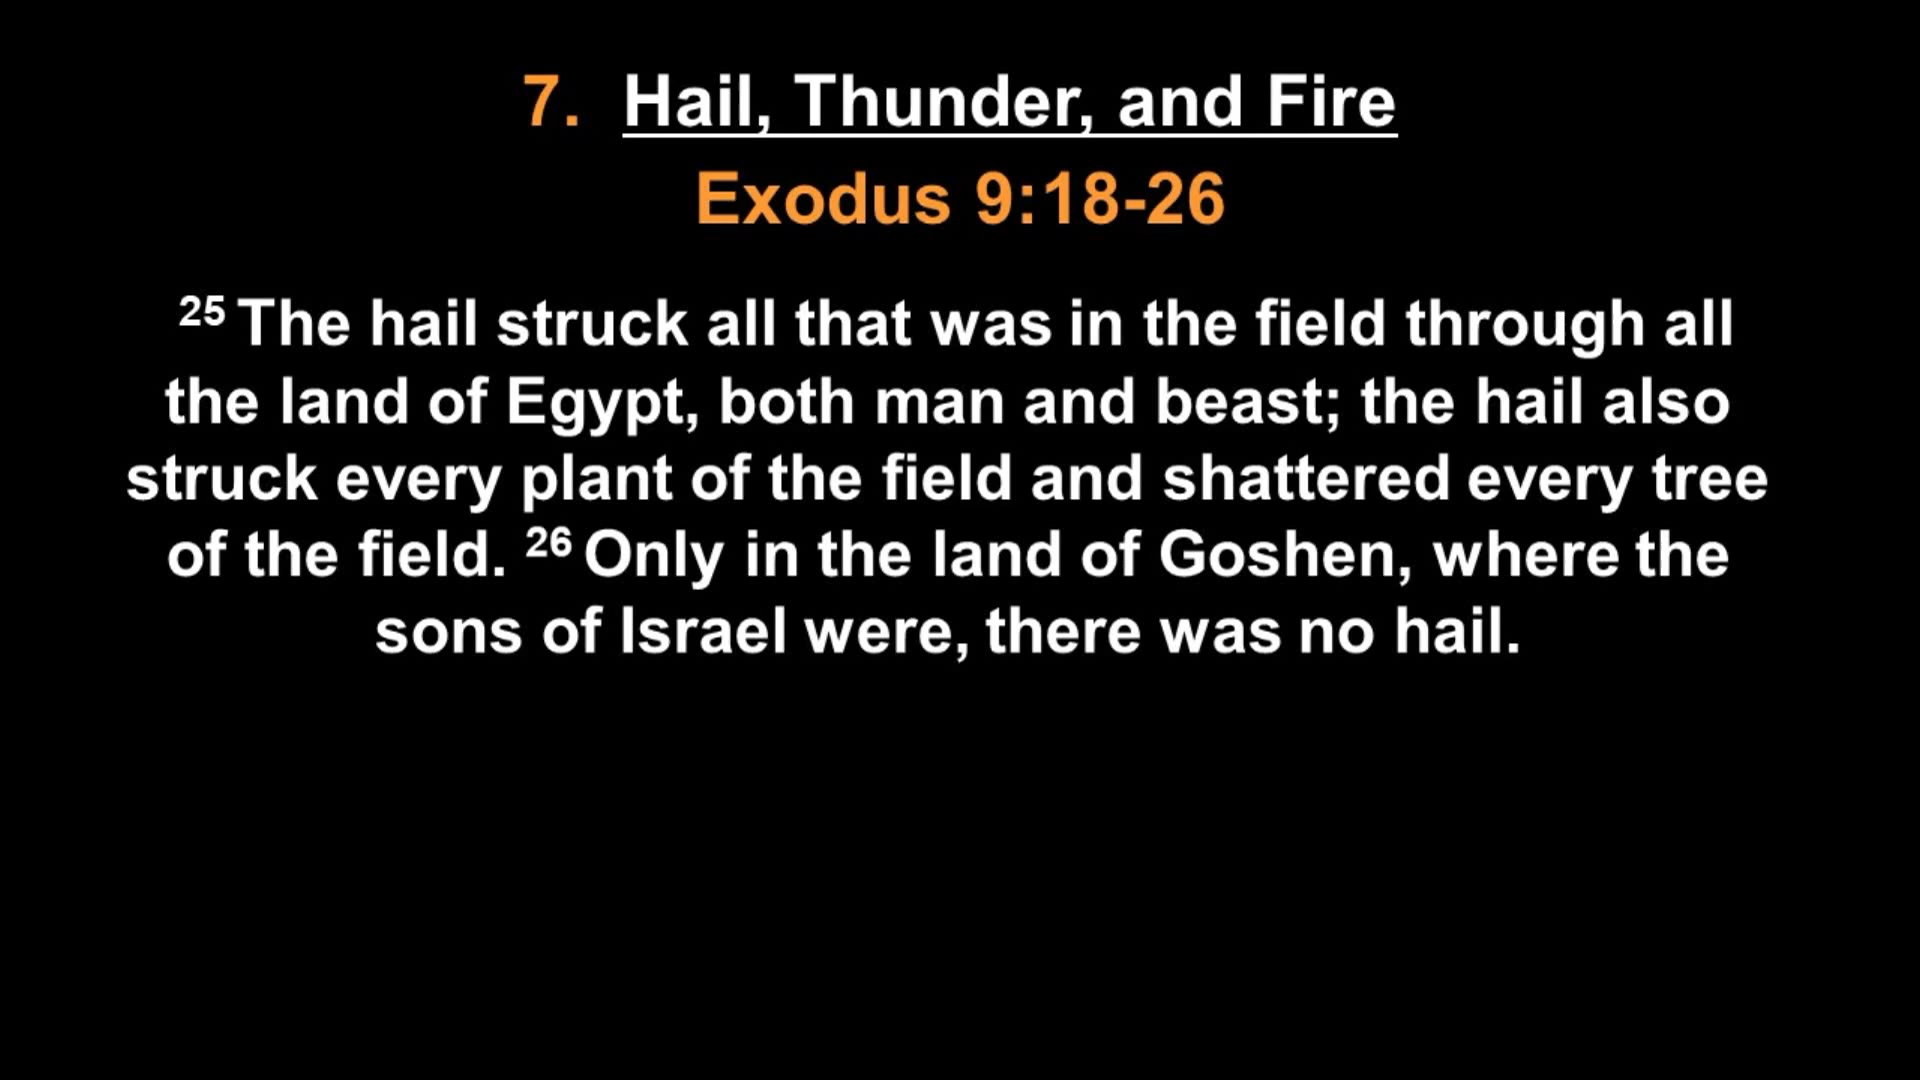 7. Hail, Thunder, and Fire
Exodus 9:18-26
25 The hail struck all that was in the field through all
the land of Egypt, both man and beast; the hail also
struck every plant of the field and shattered every tree
of the field. 26 Only in the land of Goshen, where the
sons of Israel were, there was no hail.